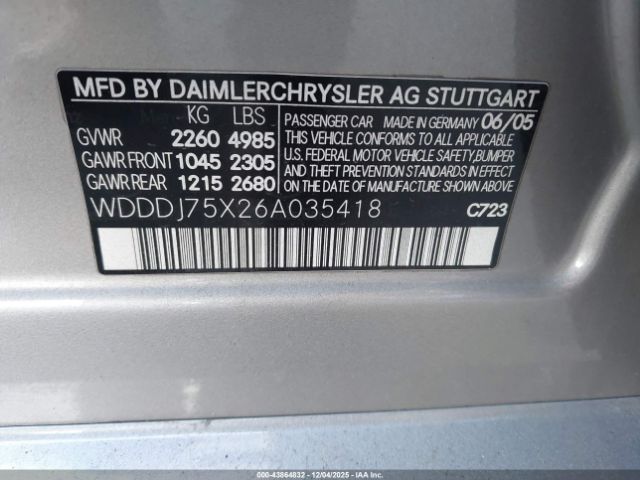 MFD BY DAIMLERCHRYSLER AG STUTTGART
KG LBS
GVWR 2260 4985
GAWR FRONT 1045 2305
GAWR REAR 1215 2680
PASSENGER CAR MADE IN GERMANY 06/05
THIS VEHICLE CONFORMS TO ALL APPLICABLE
U.S. FEDERAL MOTOR VEHICLE SAFETY,BUMPER
AND THEFT PREVENTION STANDARDS IN EFFECT
ON THE DATE OF MANUFACTURE SHOWN ABOVE.
WDDDJ75X26A035418 C723
© IAA - 43864832 - 12/04/2025 - IAA